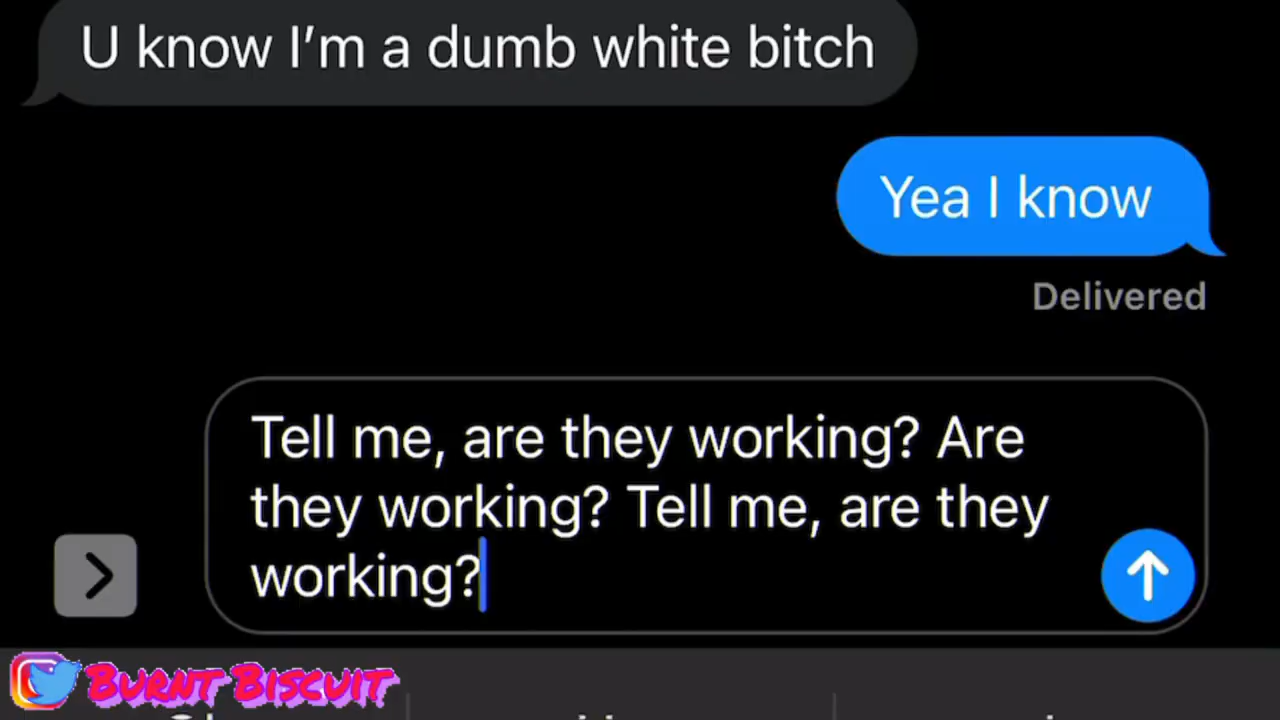 U know I’m a dumb white bitch
Yea I know
Delivered
Tell me, are they working? Are
they working? Tell me, are they
working?
BURNT BISCUIT